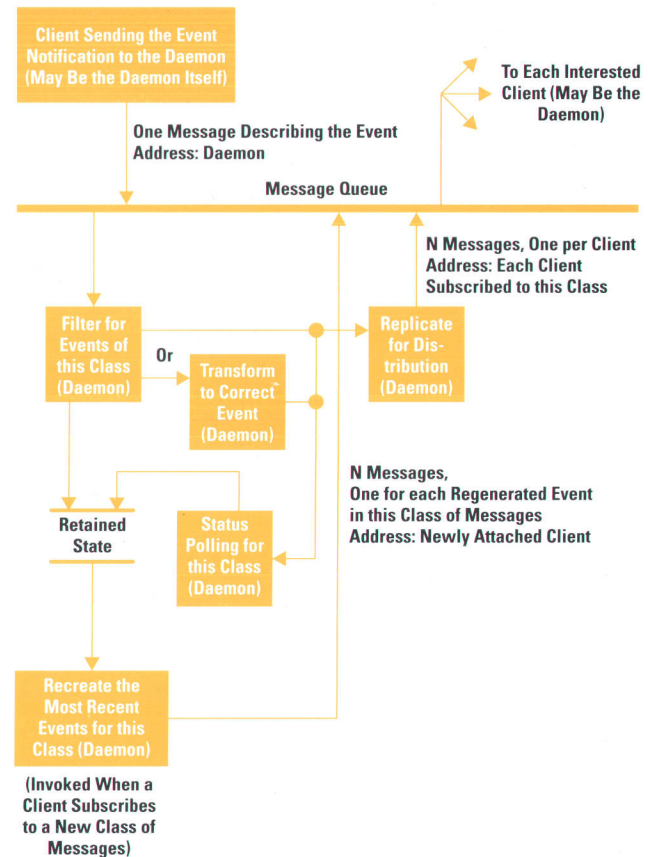 Client Sending the Event
Notification to the Daemon
(May Be the Daemon Itself)
To Each Interested
Client (May Be the
Daemon)
One Message Describing the Event
Address: Daemon
Message Queue
N Messages, One per Client
Address: Each Client
Subscribed to this Class
Filter for
Events of
this Class
(Daemon)
Or
Transform
to Correct
Event
(Daemon)
Replicate
for Dis-
tribution
(Daemon)
N Messages,
One for each Regenerated Event
in this Class of Messages
Address: Newly Attached Client
Retained
State
Status
Polling for
this Class
(Daemon)
Recreate the
Most Recent
Events for this
Class (Daemon)
(Invoked When a
Client Subscribes
to a New Class of
Messages)